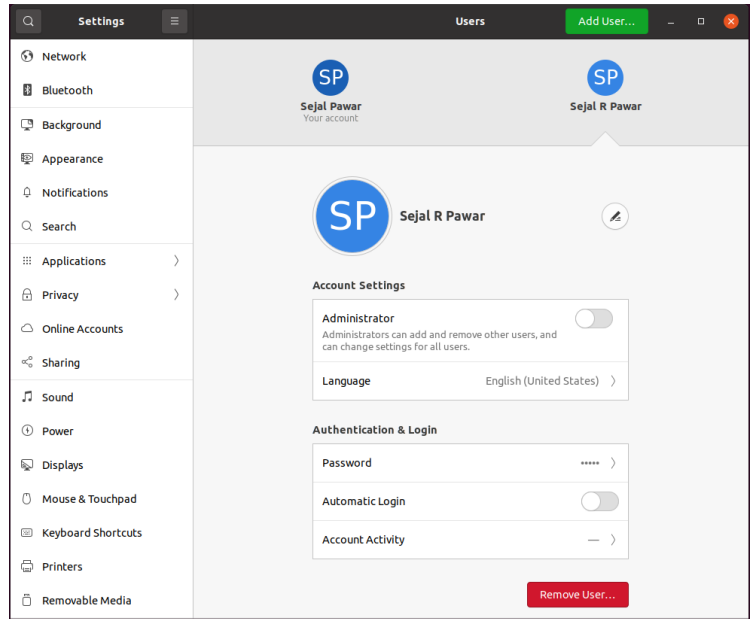 Settings
Users
Add User...
Network
Bluetooth
Background
Appearance
Notifications
Search
Applications
Privacy
Online Accounts
Sharing
Sound
Power
Displays
Mouse & Touchpad
Keyboard Shortcuts
Printers
Removable Media
SP
Sejal Pawar
Your account
SP
Sejal R Pawar
SP
Sejal R Pawar
Account Settings
Administrator
Administrators can add and remove other users, and
can change settings for all users.
Language English (United States)
Authentication & Login
Password •••••
Automatic Login
Account Activity —
Remove User...